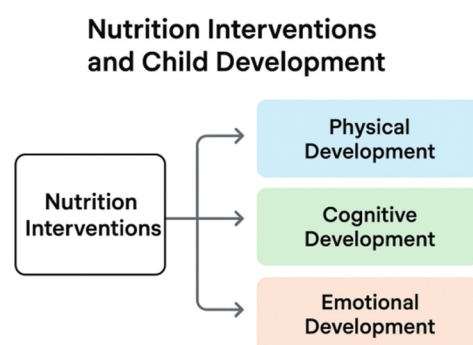 Nutrition Interventions
and Child Development
Nutrition
Interventions
Physical
Development
Cognitive
Development
Emotional
Development